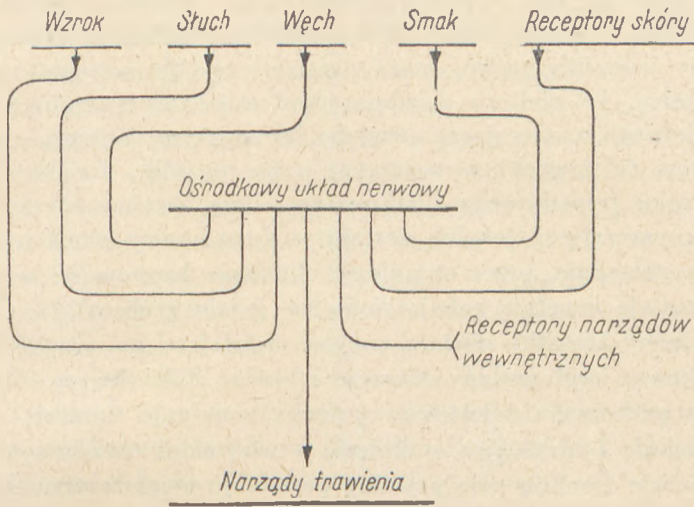 Wzrok Słuch Węch Smak Receptory skóry
Ośrodkowy układ nerwowy
Receptory narządów
wewnętrznych
Narządy trawienia